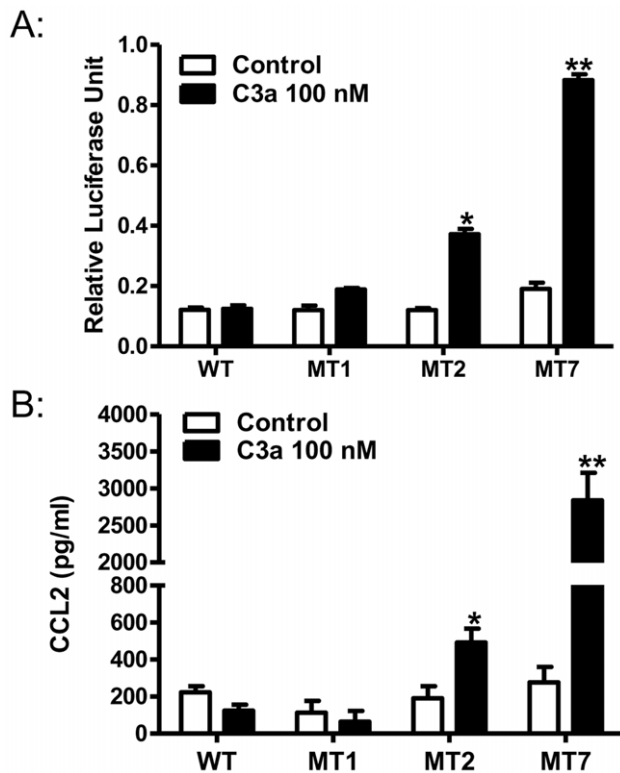 A:
Relative Luciferase Unit
1.0
0.8
0.6
0.4
0.2
0.0
Control
C3a 100 nM
*
**
WT MT1 MT2 MT7
B:
CCL2 (pg/ml)
4000
3500
3000
2500
2000
800
600
400
200
0
Control
C3a 100 nM
*
**
WT MT1 MT2 MT7